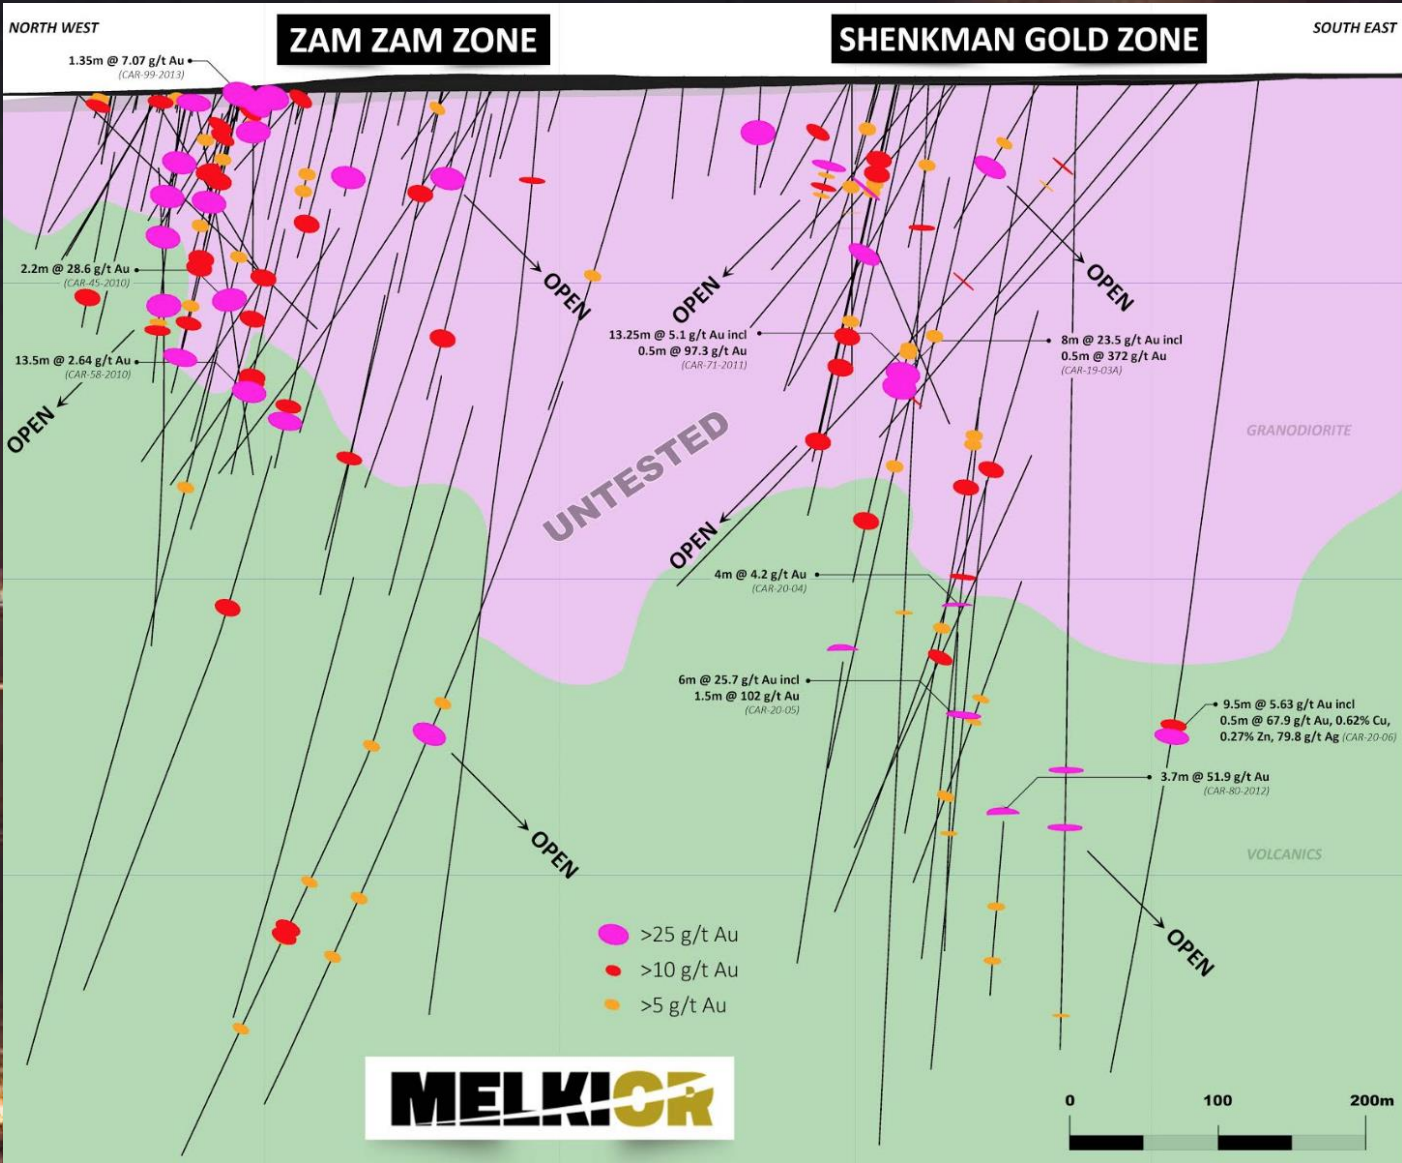 NORTH WEST
ZAM ZAM ZONE
SHENKMAN GOLD ZONE
SOUTH EAST
1.35m @ 7.07 g/t Au
(CAR-99-2013)
2.2m @ 28.6 g/t Au
(CAR-45-2010)
OPEN
OPEN
OPEN
13.25m @ 5.1 g/t Au incl
0.5m @ 97.3 g/t Au
(CAR-71-2011)
8m @ 23.5 g/t Au incl
0.5m @ 372 g/t Au
(CAR-19-03A)
13.5m @ 2.64 g/t Au
(CAR-58-2010)
OPEN
UNTESTED
GRANODIORITE
OPEN
4m @ 4.2 g/t Au
(CAR-20-04)
6m @ 25.7 g/t Au incl
1.5m @ 102 g/t Au
(CAR-20-05)
9.5m @ 5.63 g/t Au incl
0.5m @ 67.9 g/t Au, 0.62% Cu,
0.27% Zn, 79.8 g/t Ag (CAR-20-06)
3.7m @ 51.9 g/t Au
(CAR-80-2012)
OPEN
VOLCANICS
OPEN
>25 g/t Au
>10 g/t Au
>5 g/t Au
MELKIOR
0 100 200m